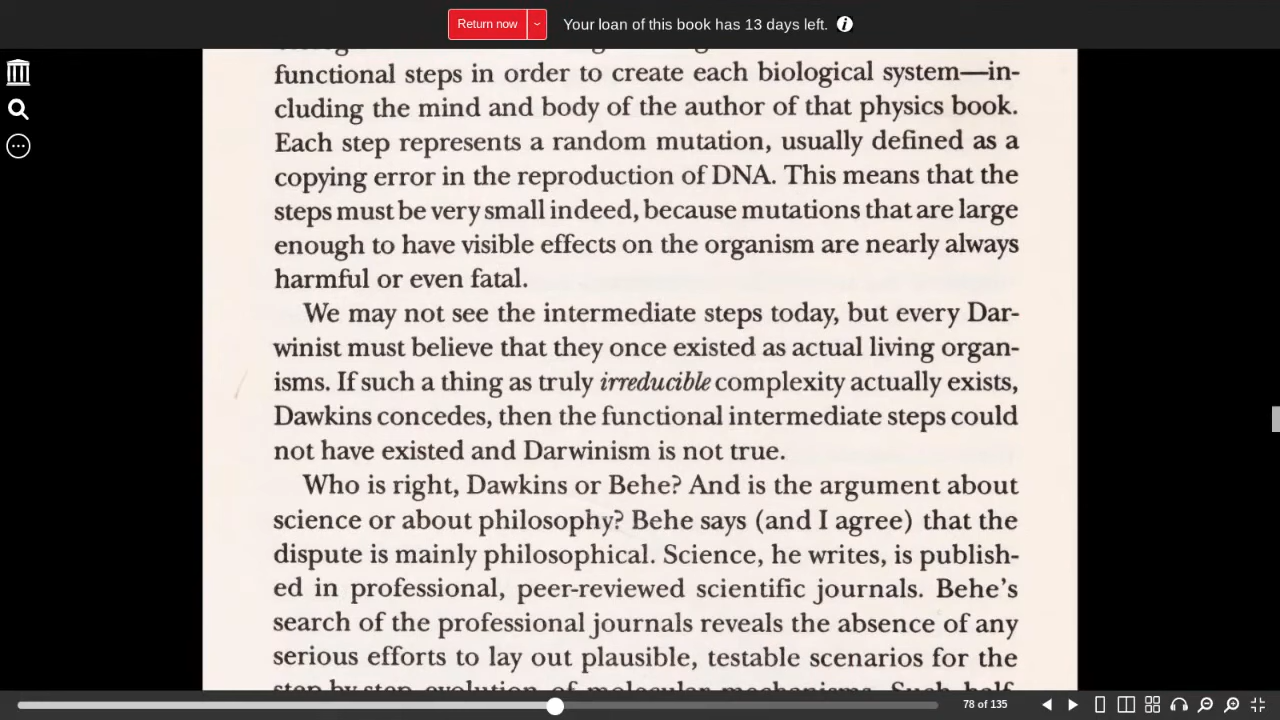 Return now
Your loan of this book has 13 days left.
functional steps in order to create each biological system—in-
cluding the mind and body of the author of that physics book.
Each step represents a random mutation, usually defined as a
copying error in the reproduction of DNA. This means that the
steps must be very small indeed, because mutations that are large
enough to have visible effects on the organism are nearly always
harmful or even fatal.
We may not see the intermediate steps today, but every Dar-
winist must believe that they once existed as actual living organ-
isms. If such a thing as truly irreducible complexity actually exists,
Dawkins concedes, then the functional intermediate steps could
not have existed and Darwinism is not true.
Who is right, Dawkins or Behe? And is the argument about
science or about philosophy? Behe says (and I agree) that the
dispute is mainly philosophical. Science, he writes, is publish-
ed in professional, peer-reviewed scientific journals. Behe's
search of the professional journals reveals the absence of any
serious efforts to lay out plausible, testable scenarios for the
step-by-step evolution of molecular mechanisms. Such half-
78 of 135